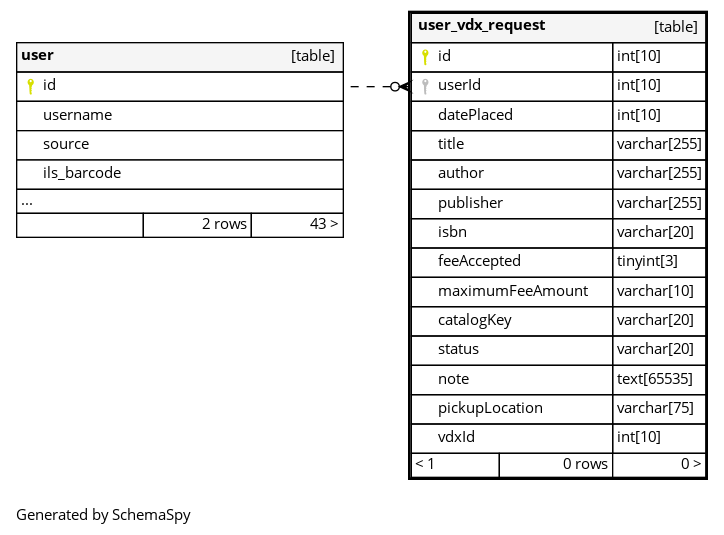 user [table]
id
username
source
ils_barcode
...
2 rows 43 >
user_vdx_request [table]
id int[10]
userId int[10]
datePlaced int[10]
title varchar[255]
author varchar[255]
publisher varchar[255]
isbn varchar[20]
feeAccepted tinyint[3]
maximumFeeAmount varchar[10]
catalogKey varchar[20]
status varchar[20]
note text[65535]
pickupLocation varchar[75]
vdxId int[10]
< 1 0 rows 0 >
Generated by SchemaSpy